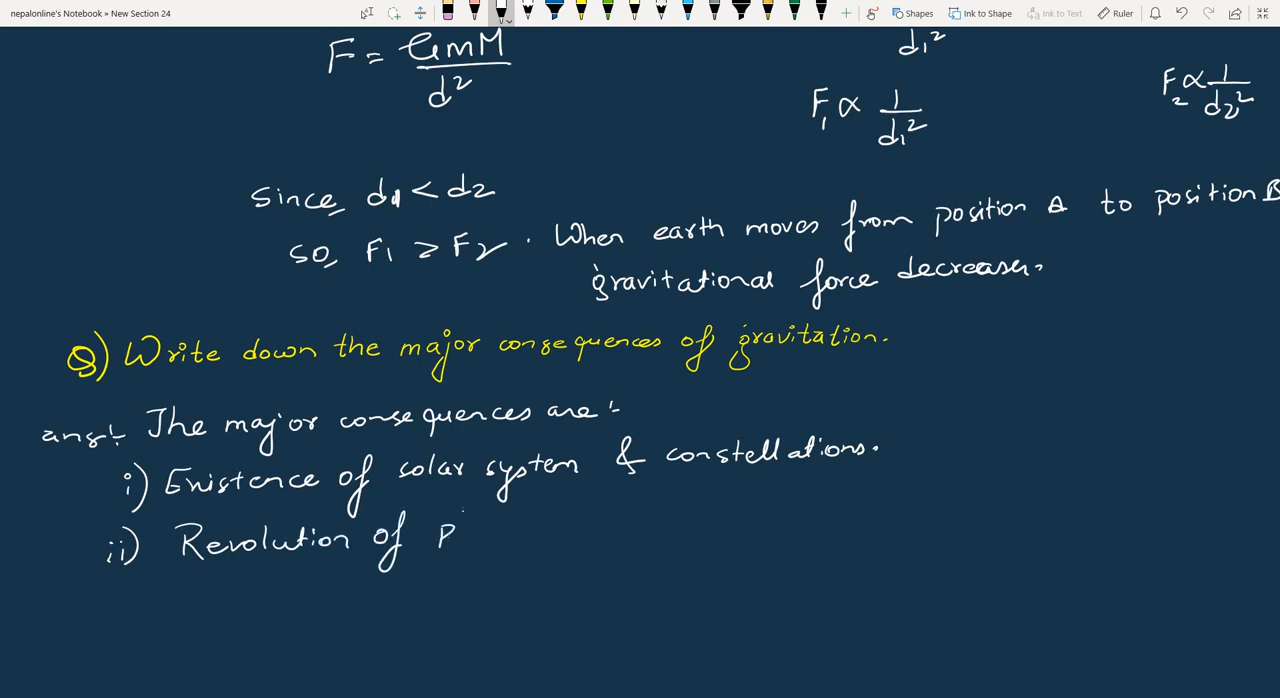 nepalonline's Notebook » New Section 24
Shapes Ink to Shape Ink to Text Ruler
F = GmM / d²
d₁²
F₁ ∝ 1/d₁²
F₂ ∝ 1/d₂²
Since, d₁ < d₂
so, F₁ > F₂. When earth moves from position A to position B
gravitational force decreases.
Q) Write down the major consequences of gravitation.
ans:- The major consequences are:-
i) Existence of solar system & constellations.
ii) Revolution of P